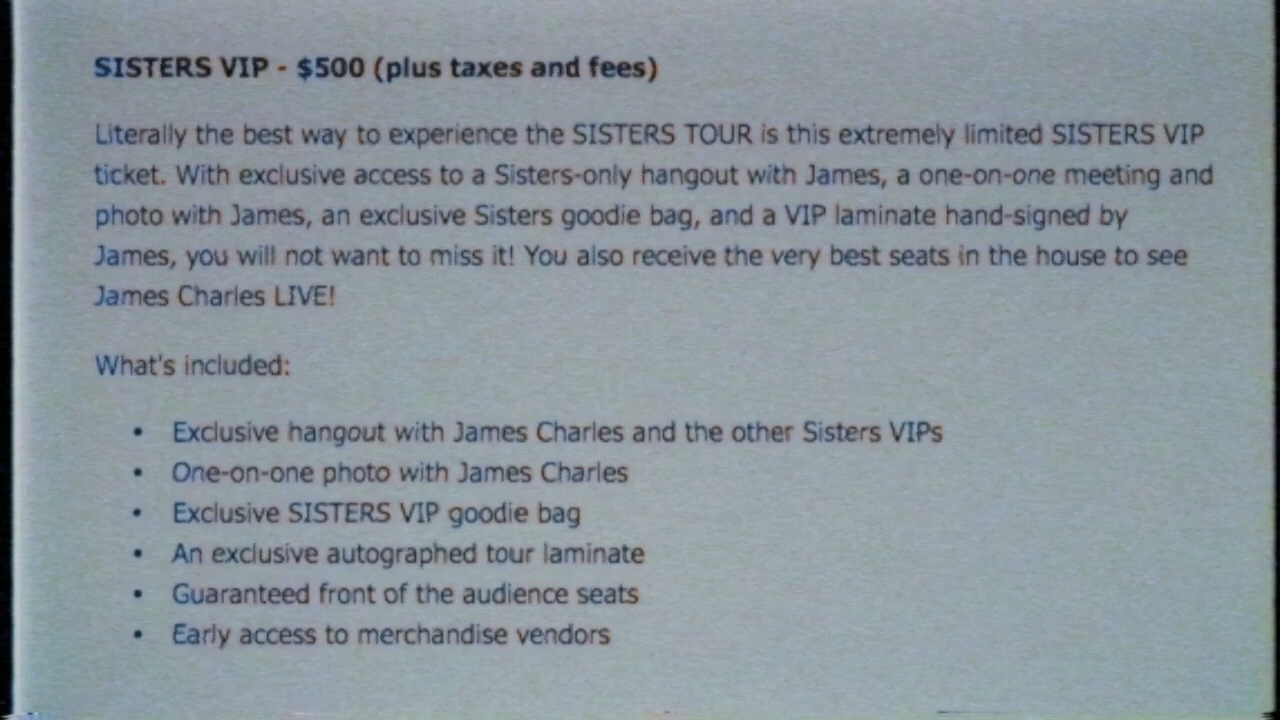 SISTERS VIP - $500 (plus taxes and fees)
Literally the best way to experience the SISTERS TOUR is this extremely limited SISTERS VIP
ticket. With exclusive access to a Sisters-only hangout with James, a one-on-one meeting and
photo with James, an exclusive Sisters goodie bag, and a VIP laminate hand-signed by
James, you will not want to miss it! You also receive the very best seats in the house to see
James Charles LIVE!
What's included:
• Exclusive hangout with James Charles and the other Sisters VIPs
• One-on-one photo with James Charles
• Exclusive SISTERS VIP goodie bag
• An exclusive autographed tour laminate
• Guaranteed front of the audience seats
• Early access to merchandise vendors